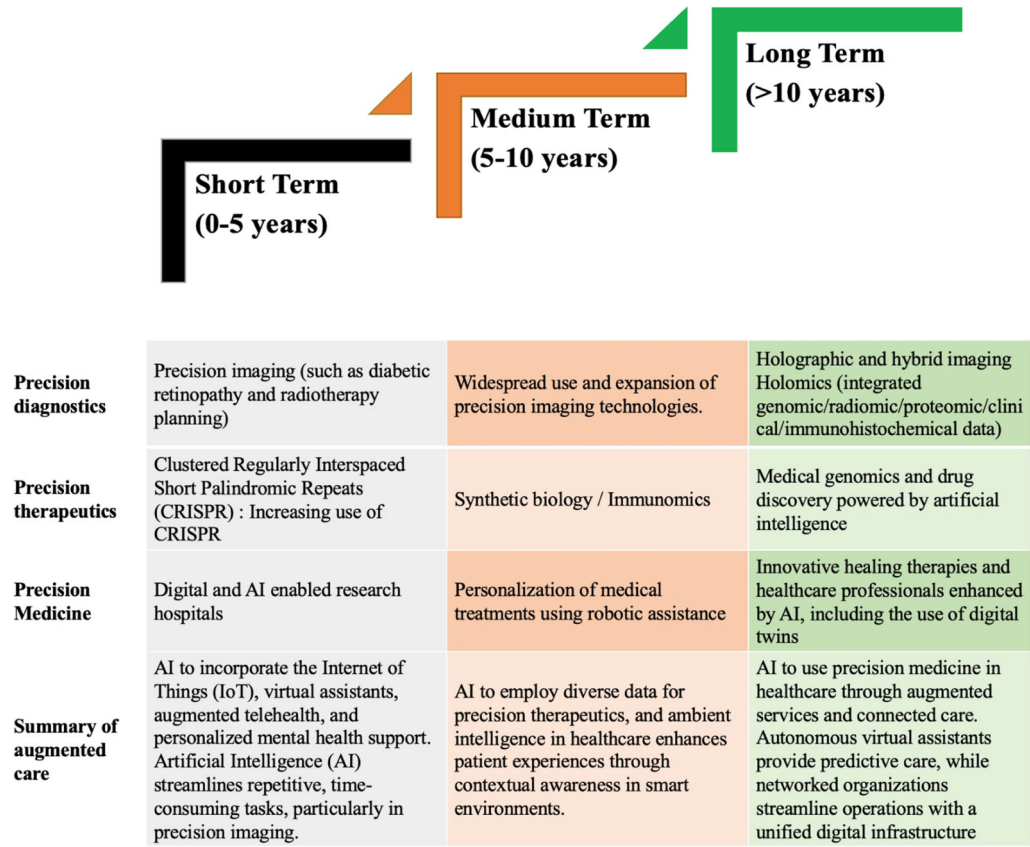 Long Term
(>10 years)
Medium Term
(5-10 years)
Short Term
(0-5 years)
Precision
diagnostics
Precision imaging (such as diabetic
retinopathy and radiotherapy
planning)
Widespread use and expansion of
precision imaging technologies.
Holographic and hybrid imaging
Holomics (integrated
genomic/radiomic/proteomic/clini
cal/immunohistochemical data)
Precision
therapeutics
Clustered Regularly Interspaced
Short Palindromic Repeats
(CRISPR) : Increasing use of
CRISPR
Synthetic biology / Immunomics
Medical genomics and drug
discovery powered by artificial
intelligence
Precision
Medicine
Digital and AI enabled research
hospitals
Personalization of medical
treatments using robotic assistance
Innovative healing therapies and
healthcare professionals enhanced
by AI, including the use of digital
twins
Summary of
augmented
care
AI to incorporate the Internet of
Things (IoT), virtual assistants,
augmented telehealth, and
personalized mental health support.
Artificial Intelligence (AI)
streamlines repetitive, time-
consuming tasks, particularly in
precision imaging.
AI to employ diverse data for
precision therapeutics, and ambient
intelligence in healthcare enhances
patient experiences through
contextual awareness in smart
environments.
AI to use precision medicine in
healthcare through augmented
services and connected care.
Autonomous virtual assistants
provide predictive care, while
networked organizations
streamline operations with a
unified digital infrastructure